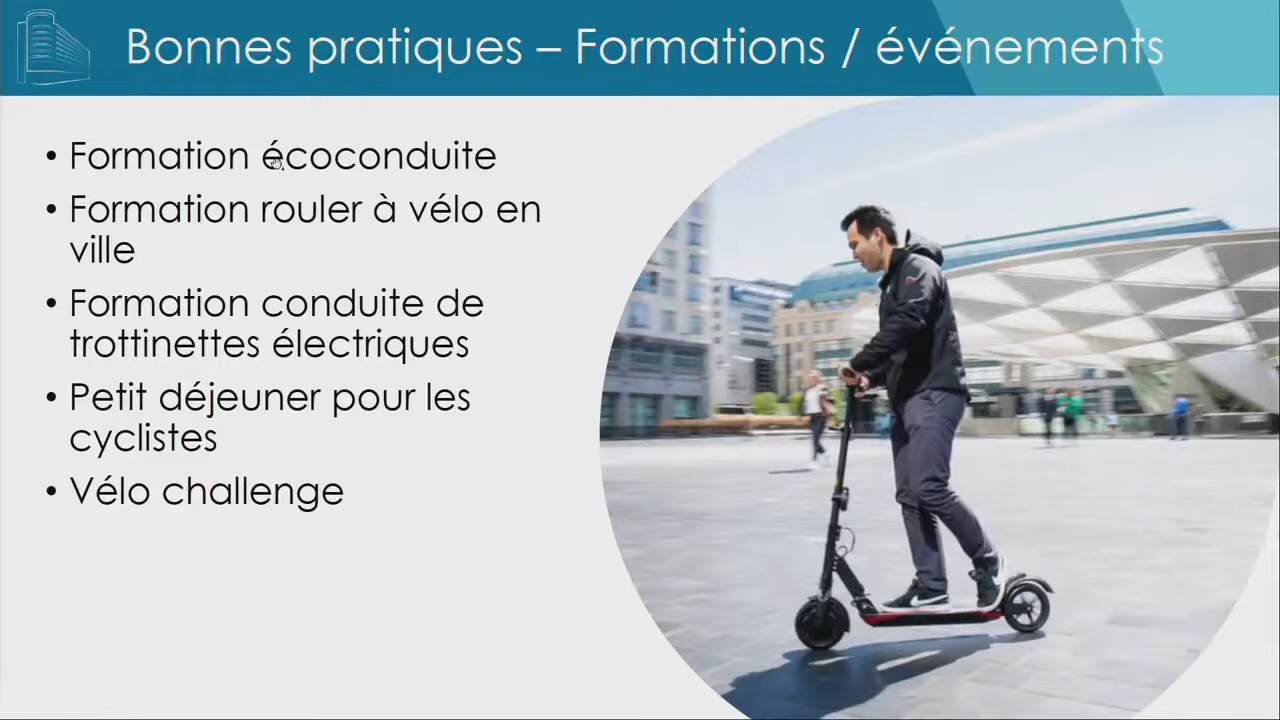 Bonnes pratiques – Formations / événements
• Formation écoconduite
• Formation rouler à vélo en
ville
• Formation conduite de
trottinettes électriques
• Petit déjeuner pour les
cyclistes
• Vélo challenge